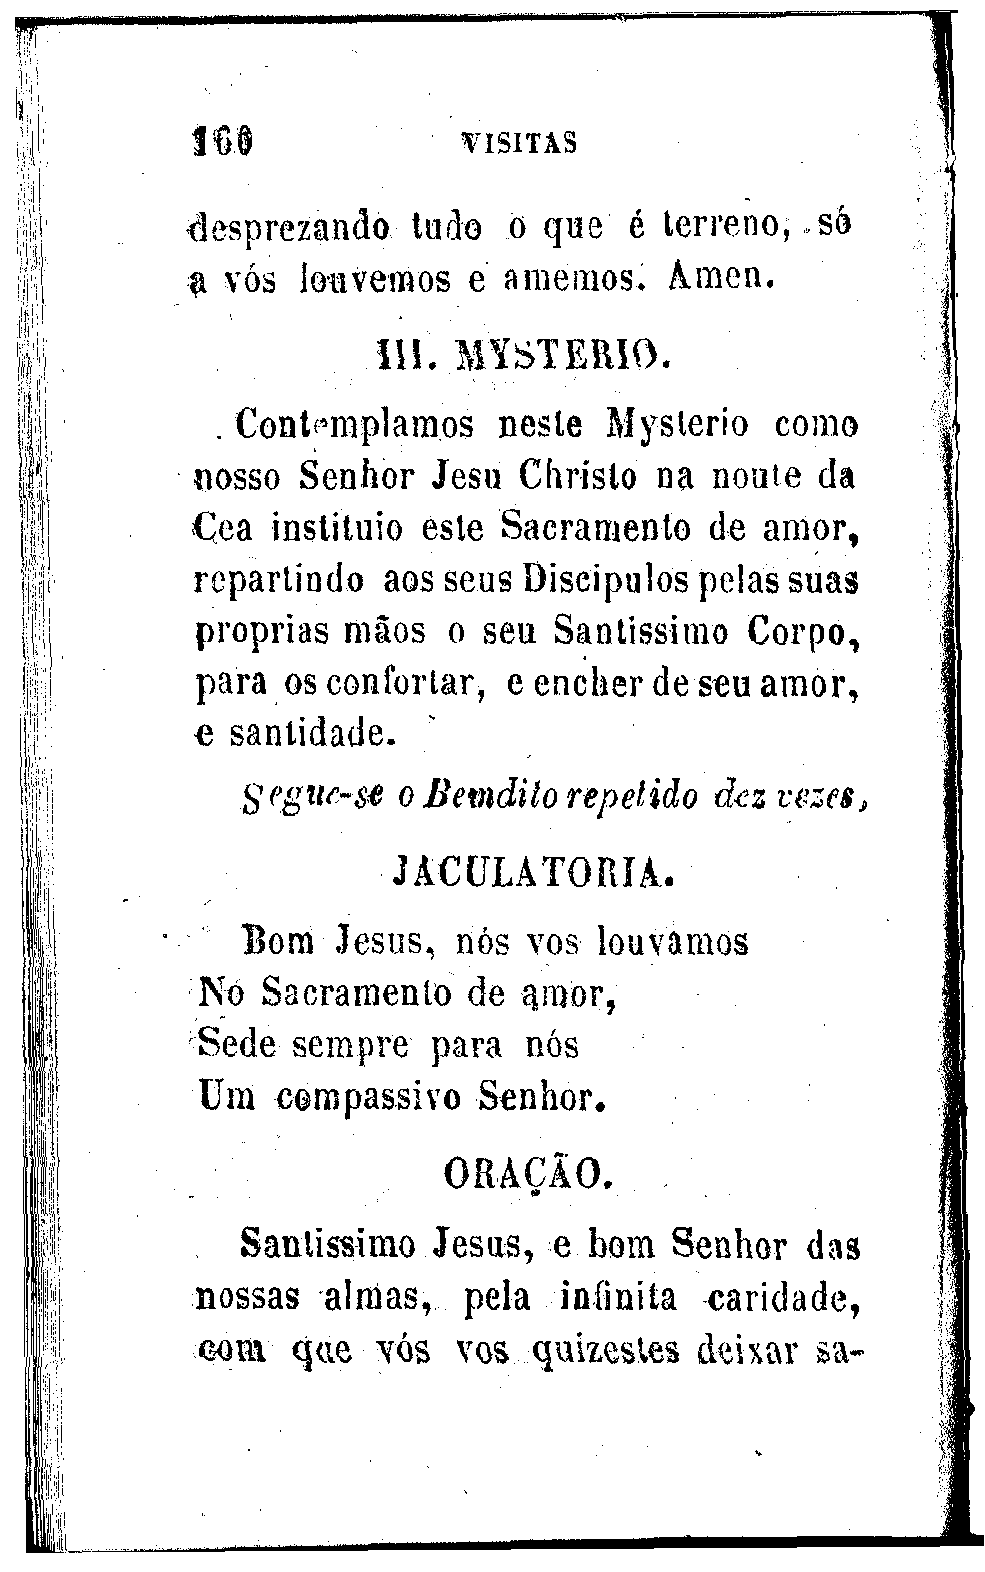 160 VISITAS
desprezando tudo o que é terreno, só
a vós louvemos e amemos. Amen.
III. MYSTERIO.
Contemplamos neste Mysterio como
nosso Senhor Jesu Christo na noute da
Cea instituio este Sacramento de amor,
repartindo aos seus Discipulos pelas suas
proprias mãos o seu Santissimo Corpo,
para os confortar, e encher de seu amor,
e santidade.
Segue-se o Bemdito repetido dez vezes,
JACULATORIA.
Bom Jesus, nós vos louvamos
No Sacramento de amor,
Sede sempre para nós
Um compassivo Senhor.
ORAÇÃO.
Santissimo Jesus, e bom Senhor das
nossas almas, pela infinita caridade,
com que vós vos quizestes deixar sa-